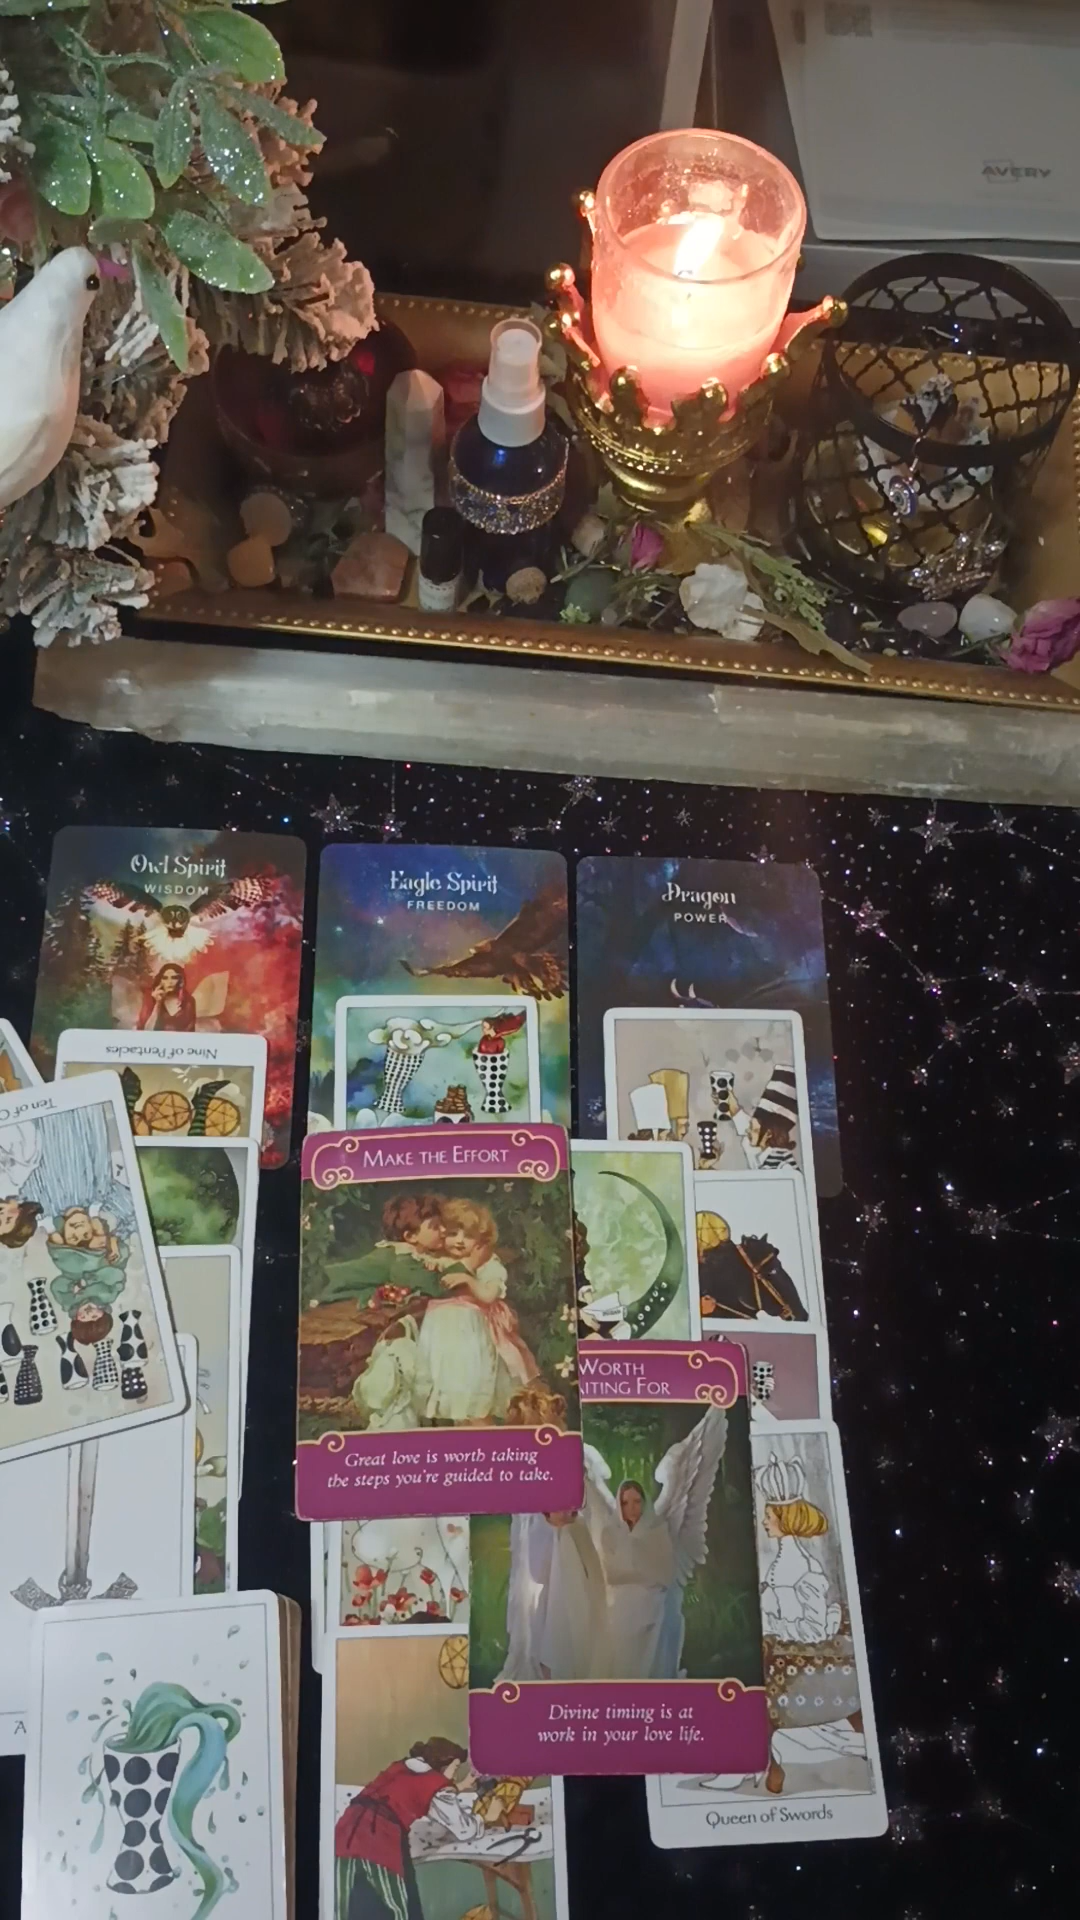 AVERY
Owl Spirit
WISDOM
Eagle Spirit
FREEDOM
Dragon
POWER
Nine of Pentacles
Ten of C
MAKE THE EFFORT
Great love is worth taking
the steps you're guided to take.
WORTH
ITING FOR
Divine timing is at
work in your love life.
A
Queen of Swords